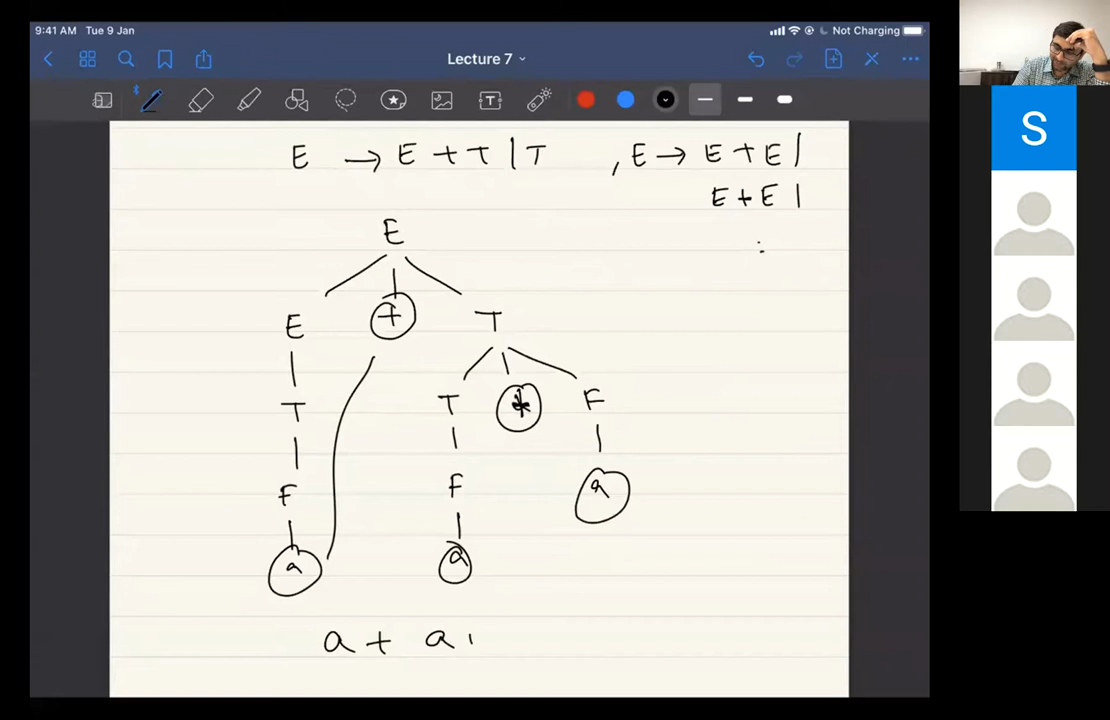 9:41 AM Tue 9 Jan
Not Charging
Lecture 7
E → E + T | T , E → E + E |
E + E |
:
E
E + T
T T * F
F F a
a a
a + a
S